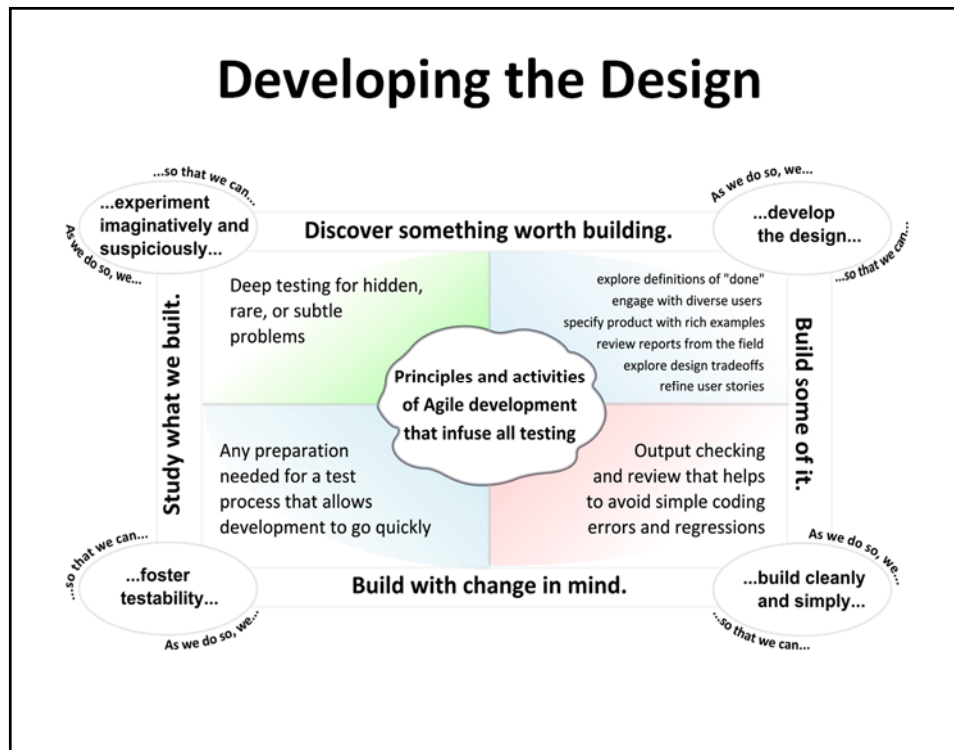 Developing the Design
...so that we can...
...experiment
imaginatively and
suspiciously...
As we do so, we...
Discover something worth building.
As we do so, we...
...develop
the design...
...so that we can...
Study what we built.
Deep testing for hidden,
rare, or subtle
problems
explore definitions of "done"
engage with diverse users
specify product with rich examples
review reports from the field
explore design tradeoffs
refine user stories
Build some of it.
Principles and activities
of Agile development
that infuse all testing
Any preparation
needed for a test
process that allows
development to go quickly
Output checking
and review that helps
to avoid simple coding
errors and regressions
...so that we can...
...foster
testability...
As we do so, we...
Build with change in mind.
As we do so, we...
...build cleanly
and simply...
...so that we can...